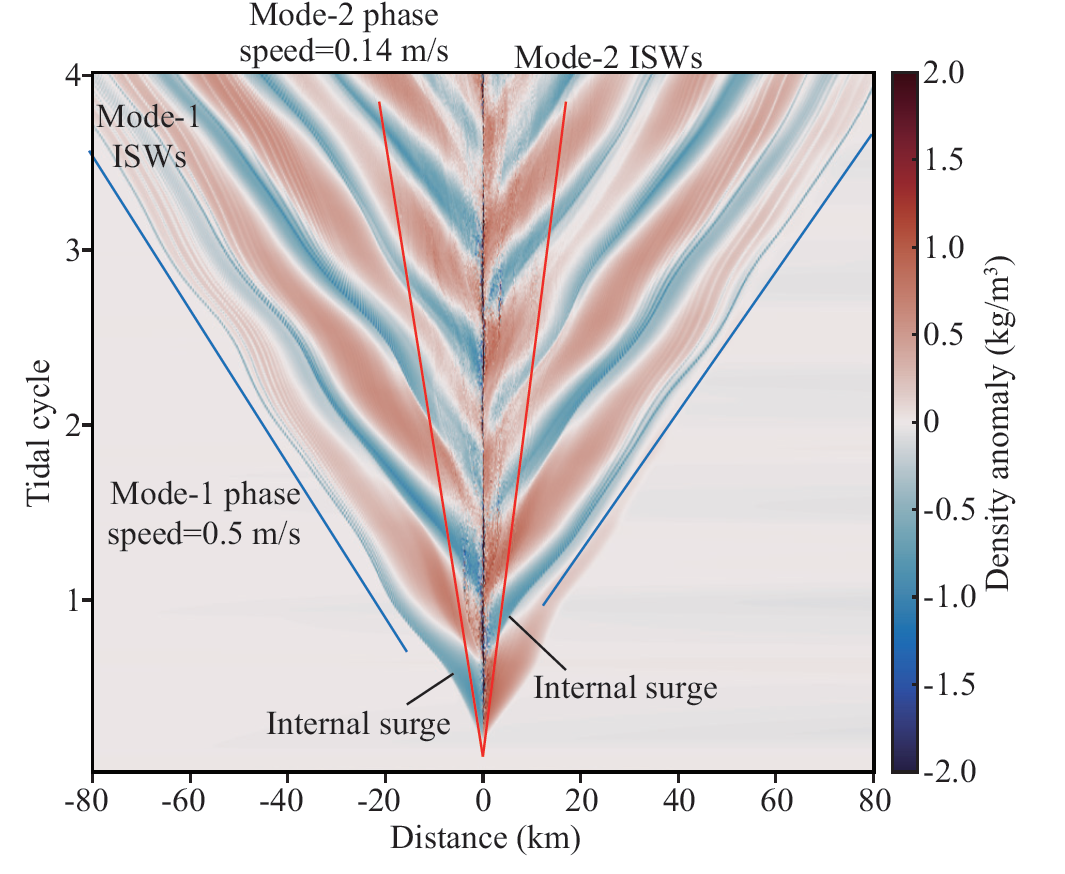 Mode-2 phase
speed=0.14 m/s
Mode-2 ISWs
Mode-1
ISWs
Mode-1 phase
speed=0.5 m/s
Internal surge
Internal surge
4
3
2
1
Tidal cycle
-80
-60
-40
-20
0
20
40
60
80
Distance (km)
2.0
1.5
1.0
0.5
0
-0.5
-1.0
-1.5
-2.0
Density anomaly (kg/m³)